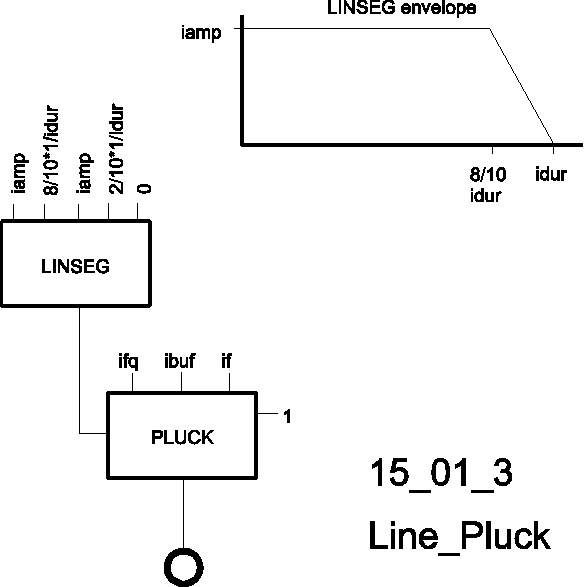 LINSEG envelope
iamp
8/10
idur
idur
iamp
8/10*1/idur
iamp
2/10*1/idur
0
LINSEG
ifq
ibuf
if
1
PLUCK
15_01_3
Line_Pluck